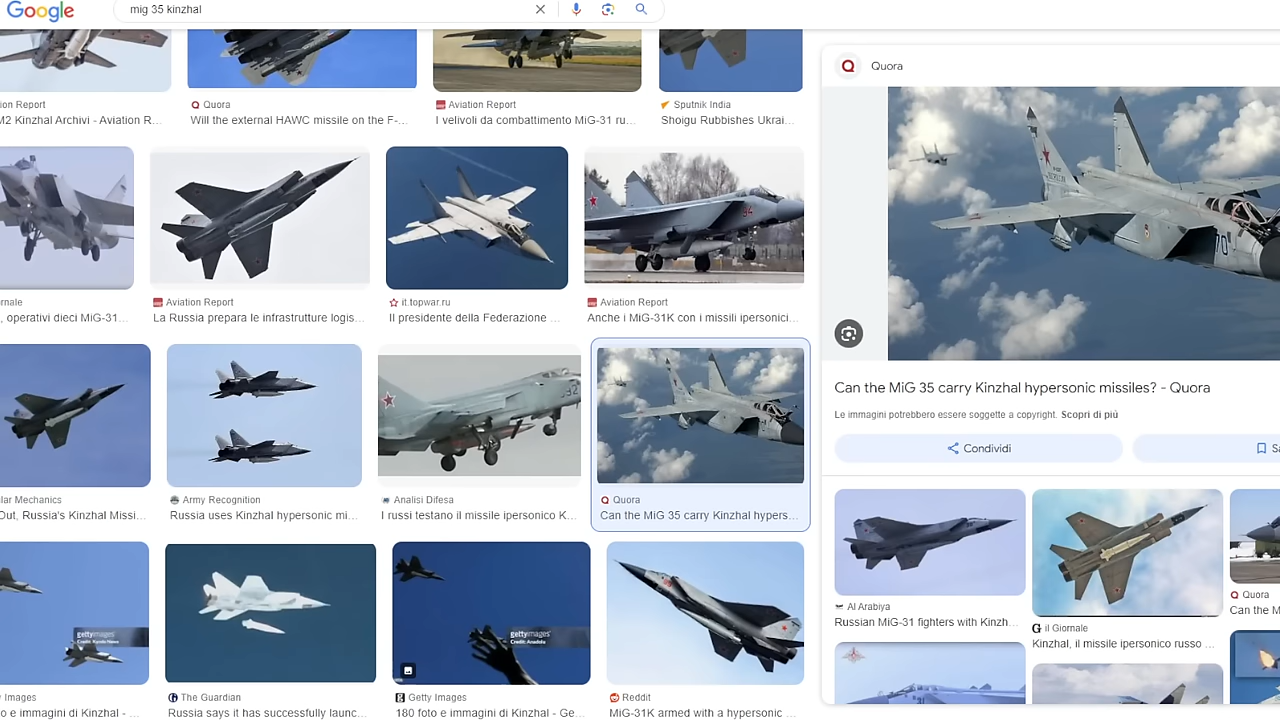 Google
mig 35 kinzhal
ion Report
M2 Kinzhal Archivi - Aviation R...
Quora
Will the external HAWC missile on the F-...
Aviation Report
I velivoli da combattimento MiG-31 ru...
Sputnik India
Shoigu Rubbishes Ukrai...
rnale
, operativi dieci MiG-31...
Aviation Report
La Russia prepara le infrastrutture logis...
it.topwar.ru
Il presidente della Federazione ...
Aviation Report
Anche i MiG-31K con i missili ipersonici...
lar Mechanics
Out, Russia's Kinzhal Missi...
Army Recognition
Russia uses Kinzhal hypersonic mi...
Analisi Difesa
I russi testano il missile ipersonico K...
Quora
Can the MiG 35 carry Kinzhal hypers...
gettyimages
Images
o e immagini di Kinzhal - ...
The Guardian
Russia says it has successfully launc...
gettyimages
Credit: Anadolu
Getty Images
180 foto e immagini di Kinzhal - Ge...
Reddit
MiG-31K armed with a hypersonic ...
Quora
70
Can the MiG 35 carry Kinzhal hypersonic missiles? - Quora
Le immagini potrebbero essere soggette a copyright. Scopri di più
Condividi
Sa
Al Arabiya
Russian MiG-31 fighters with Kinzh...
il Giornale
Kinzhal, il missile ipersonico russo ...
Quora
Can the M